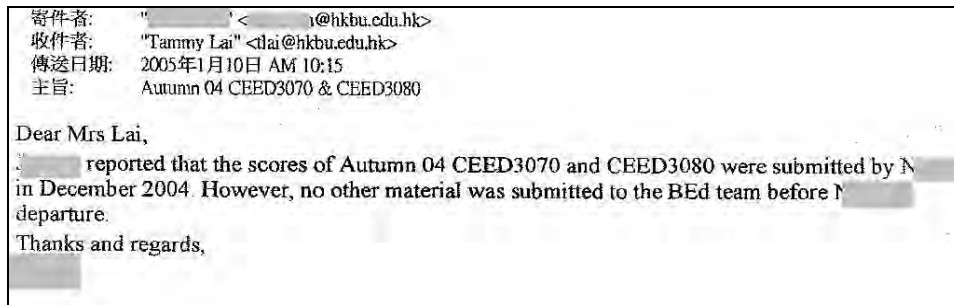 寄件者: " " < @hkbu.edu.hk>
收件者: "Tammy Lai" <tlai@hkbu.edu.hk>
傳送日期: 2005年1月10日 AM 10:15
主旨: Autumn 04 CEED3070 & CEED3080
Dear Mrs Lai,
reported that the scores of Autumn 04 CEED3070 and CEED3080 were submitted by
in December 2004. However, no other material was submitted to the BEd team before
departure.
Thanks and regards,